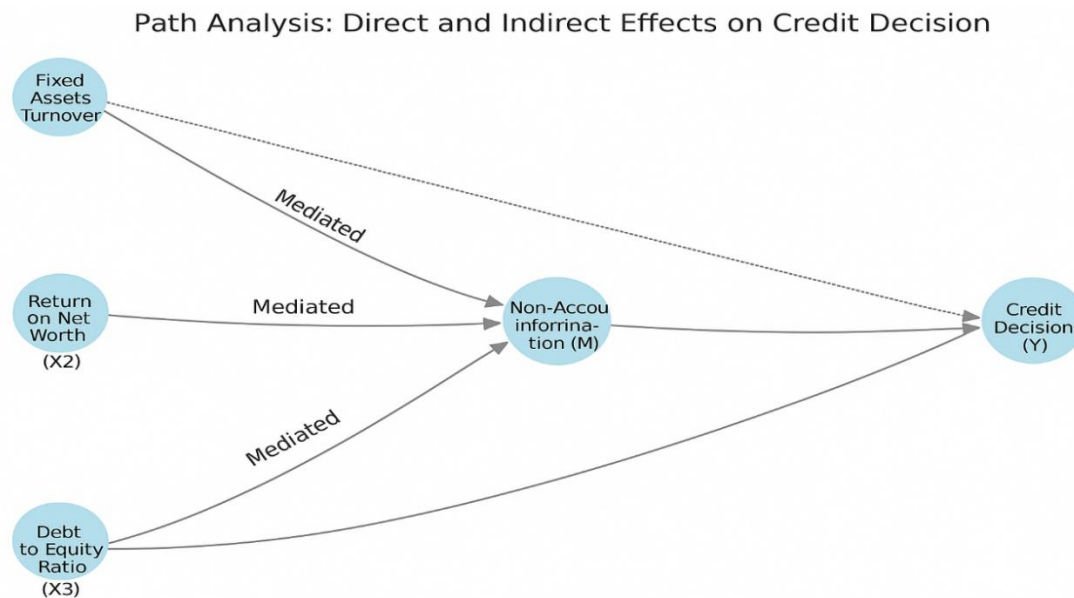 Path Analysis: Direct and Indirect Effects on Credit Decision
Fixed
Assets
Turnover
Mediated
Return
on Net
Worth
(X2)
Mediated
Non-Accou
inforrina-
tion (M)
Credit
Decision
(Y)
Mediated
Debt
to Equity
Ratio
(X3)